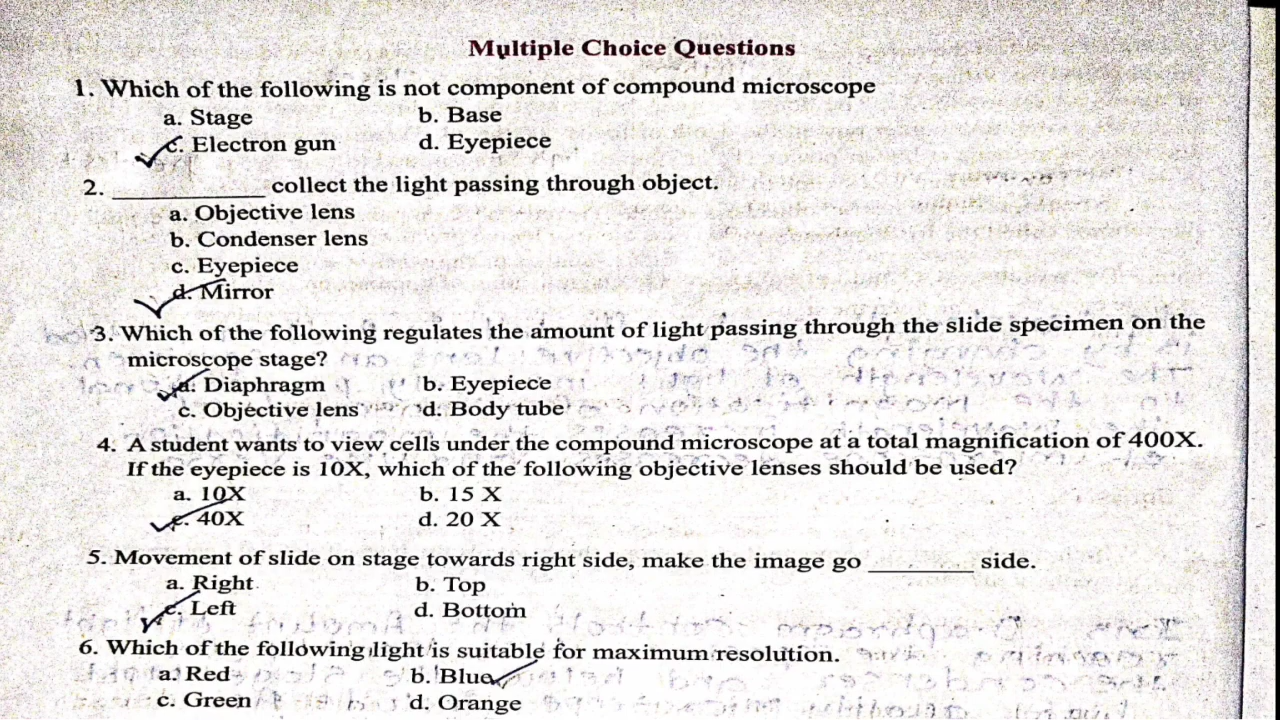 Multiple Choice Questions
1. Which of the following is not component of compound microscope
a. Stage b. Base
c. Electron gun d. Eyepiece
2. ____________ collect the light passing through object.
a. Objective lens
b. Condenser lens
c. Eyepiece
d. Mirror
3. Which of the following regulates the amount of light passing through the slide specimen on the
microscope stage?
a. Diaphragm b. Eyepiece
c. Objective lens d. Body tube
4. A student wants to view cells under the compound microscope at a total magnification of 400X.
If the eyepiece is 10X, which of the following objective lenses should be used?
a. 10X b. 15 X
c. 40X d. 20 X
5. Movement of slide on stage towards right side, make the image go ________ side.
a. Right b. Top
c. Left d. Bottom
6. Which of the following light is suitable for maximum resolution.
a. Red b. Blue
c. Green d. Orange